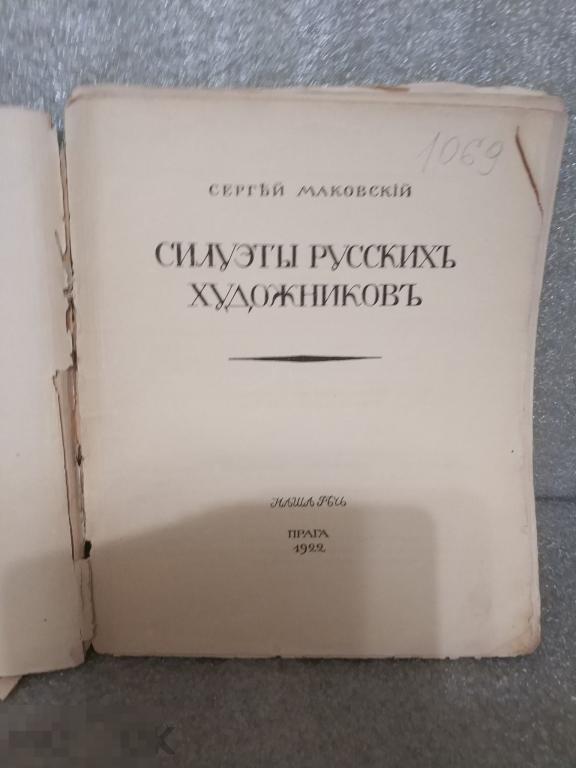 1069
СЕРГѢЙ МАКОВСКІЙ
СИЛУЭТЫ РУССКИХЪ
ХУДОЖНИКОВЪ
НАША РѢЧЬ
ПРАГА
1922